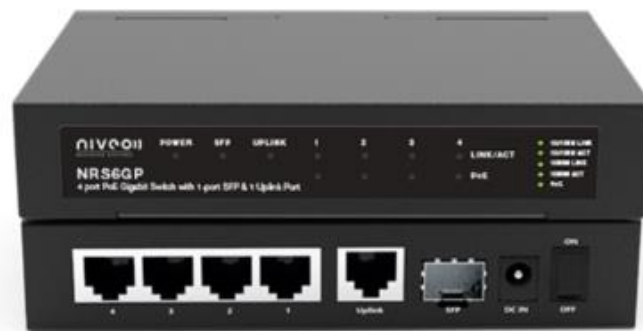 niveo
POWER SFP UPLINK 1 2 3 4
LINK/ACT
PoE
NRS6GP
4 port PoE Gigabit Switch with 1-port SFP & 1 Uplink Port
PoE
4 3 2 1 Uplink SFP DC IN
ON
OFF